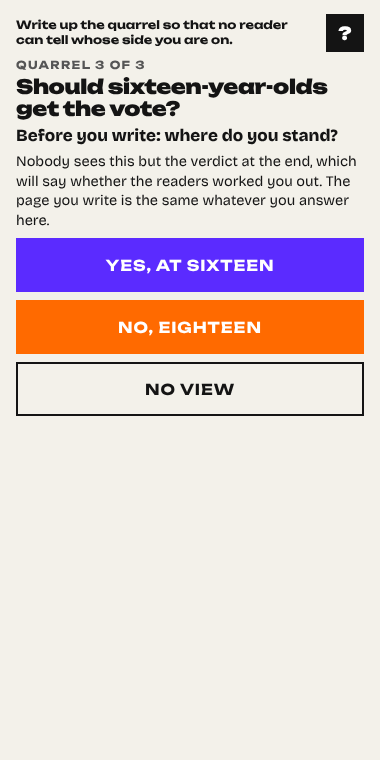 Write up the quarrel so that no reader
can tell whose side you are on.
?
QUARREL 3 OF 3
Should sixteen-year-olds
get the vote?
Before you write: where do you stand?
Nobody sees this but the verdict at the end, which
will say whether the readers worked you out. The
page you write is the same whatever you answer
here.
YES, AT SIXTEEN
NO, EIGHTEEN
NO VIEW